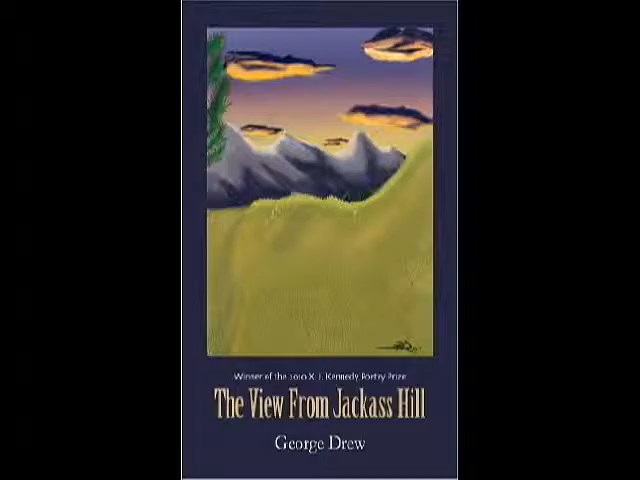 Winner of the 2010 X. J. Kennedy Poetry Prize
The View From Jackass Hill
George Drew